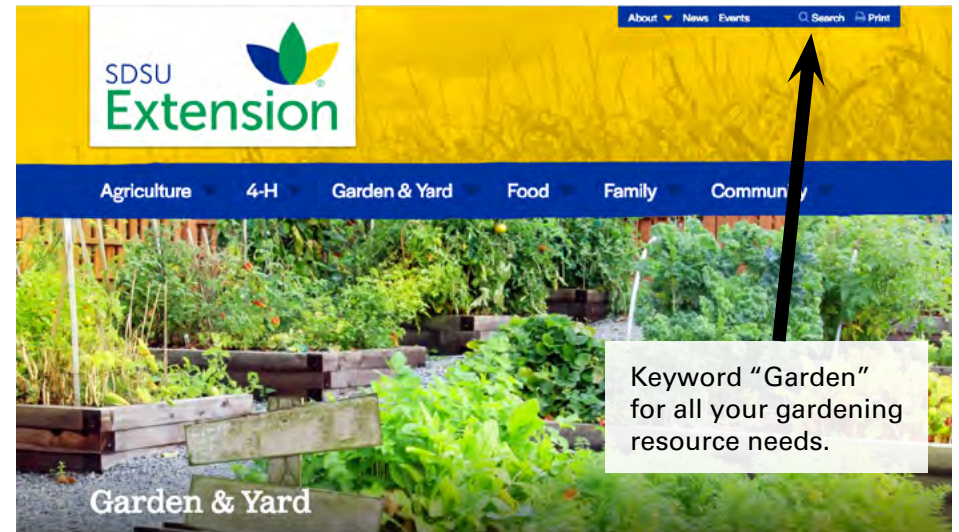 About News Events Search Print
SDSU
Extension®
Agriculture 4-H Garden & Yard Food Family Community
Keyword “Garden”
for all your gardening
resource needs.
Garden & Yard